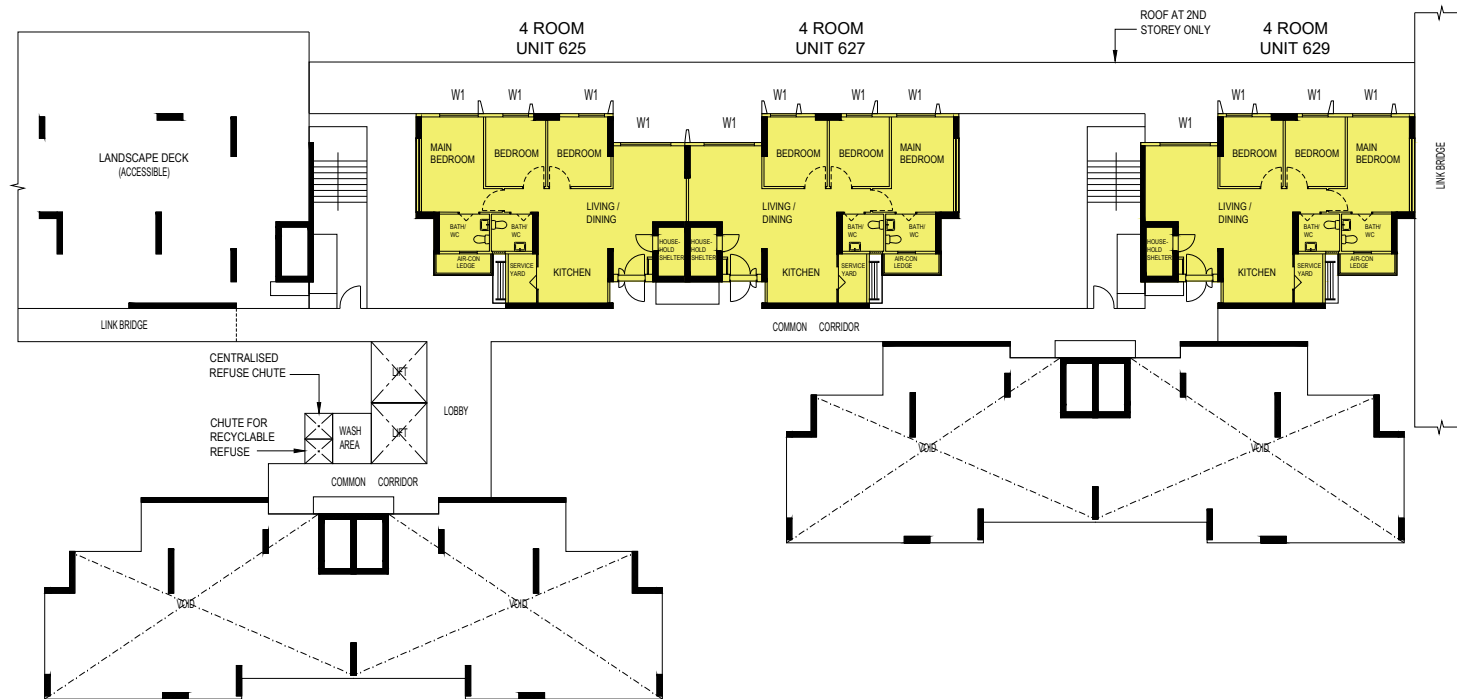 4 ROOM
UNIT 625
4 ROOM
UNIT 627
ROOF AT 2ND
STOREY ONLY
4 ROOM
UNIT 629
W1
W1
W1
W1
W1
W1
W1
W1
W1
W1
W1
W1
LANDSCAPE DECK
(ACCESSIBLE)
MAIN
BEDROOM
BEDROOM
BEDROOM
LIVING /
DINING
BATH/
WC
BATH/
WC
AIR-CON
LEDGE
SERVICE
YARD
KITCHEN
HOUSE-
HOLD
SHELTER
HOUSE-
HOLD
SHELTER
BEDROOM
BEDROOM
MAIN
BEDROOM
LIVING /
DINING
BATH/
WC
BATH/
WC
KITCHEN
SERVICE
YARD
AIR-CON
LEDGE
BEDROOM
BEDROOM
MAIN
BEDROOM
LIVING /
DINING
HOUSE-
HOLD
SHELTER
BATH/
WC
BATH/
WC
KITCHEN
SERVICE
YARD
AIR-CON
LEDGE
LINK BRIDGE
LINK BRIDGE
COMMON CORRIDOR
CENTRALISED
REFUSE CHUTE
CHUTE FOR
RECYCLABLE
REFUSE
WASH
AREA
LIFT
LIFT
LOBBY
COMMON CORRIDOR
VOID
VOID
VOID
VOID